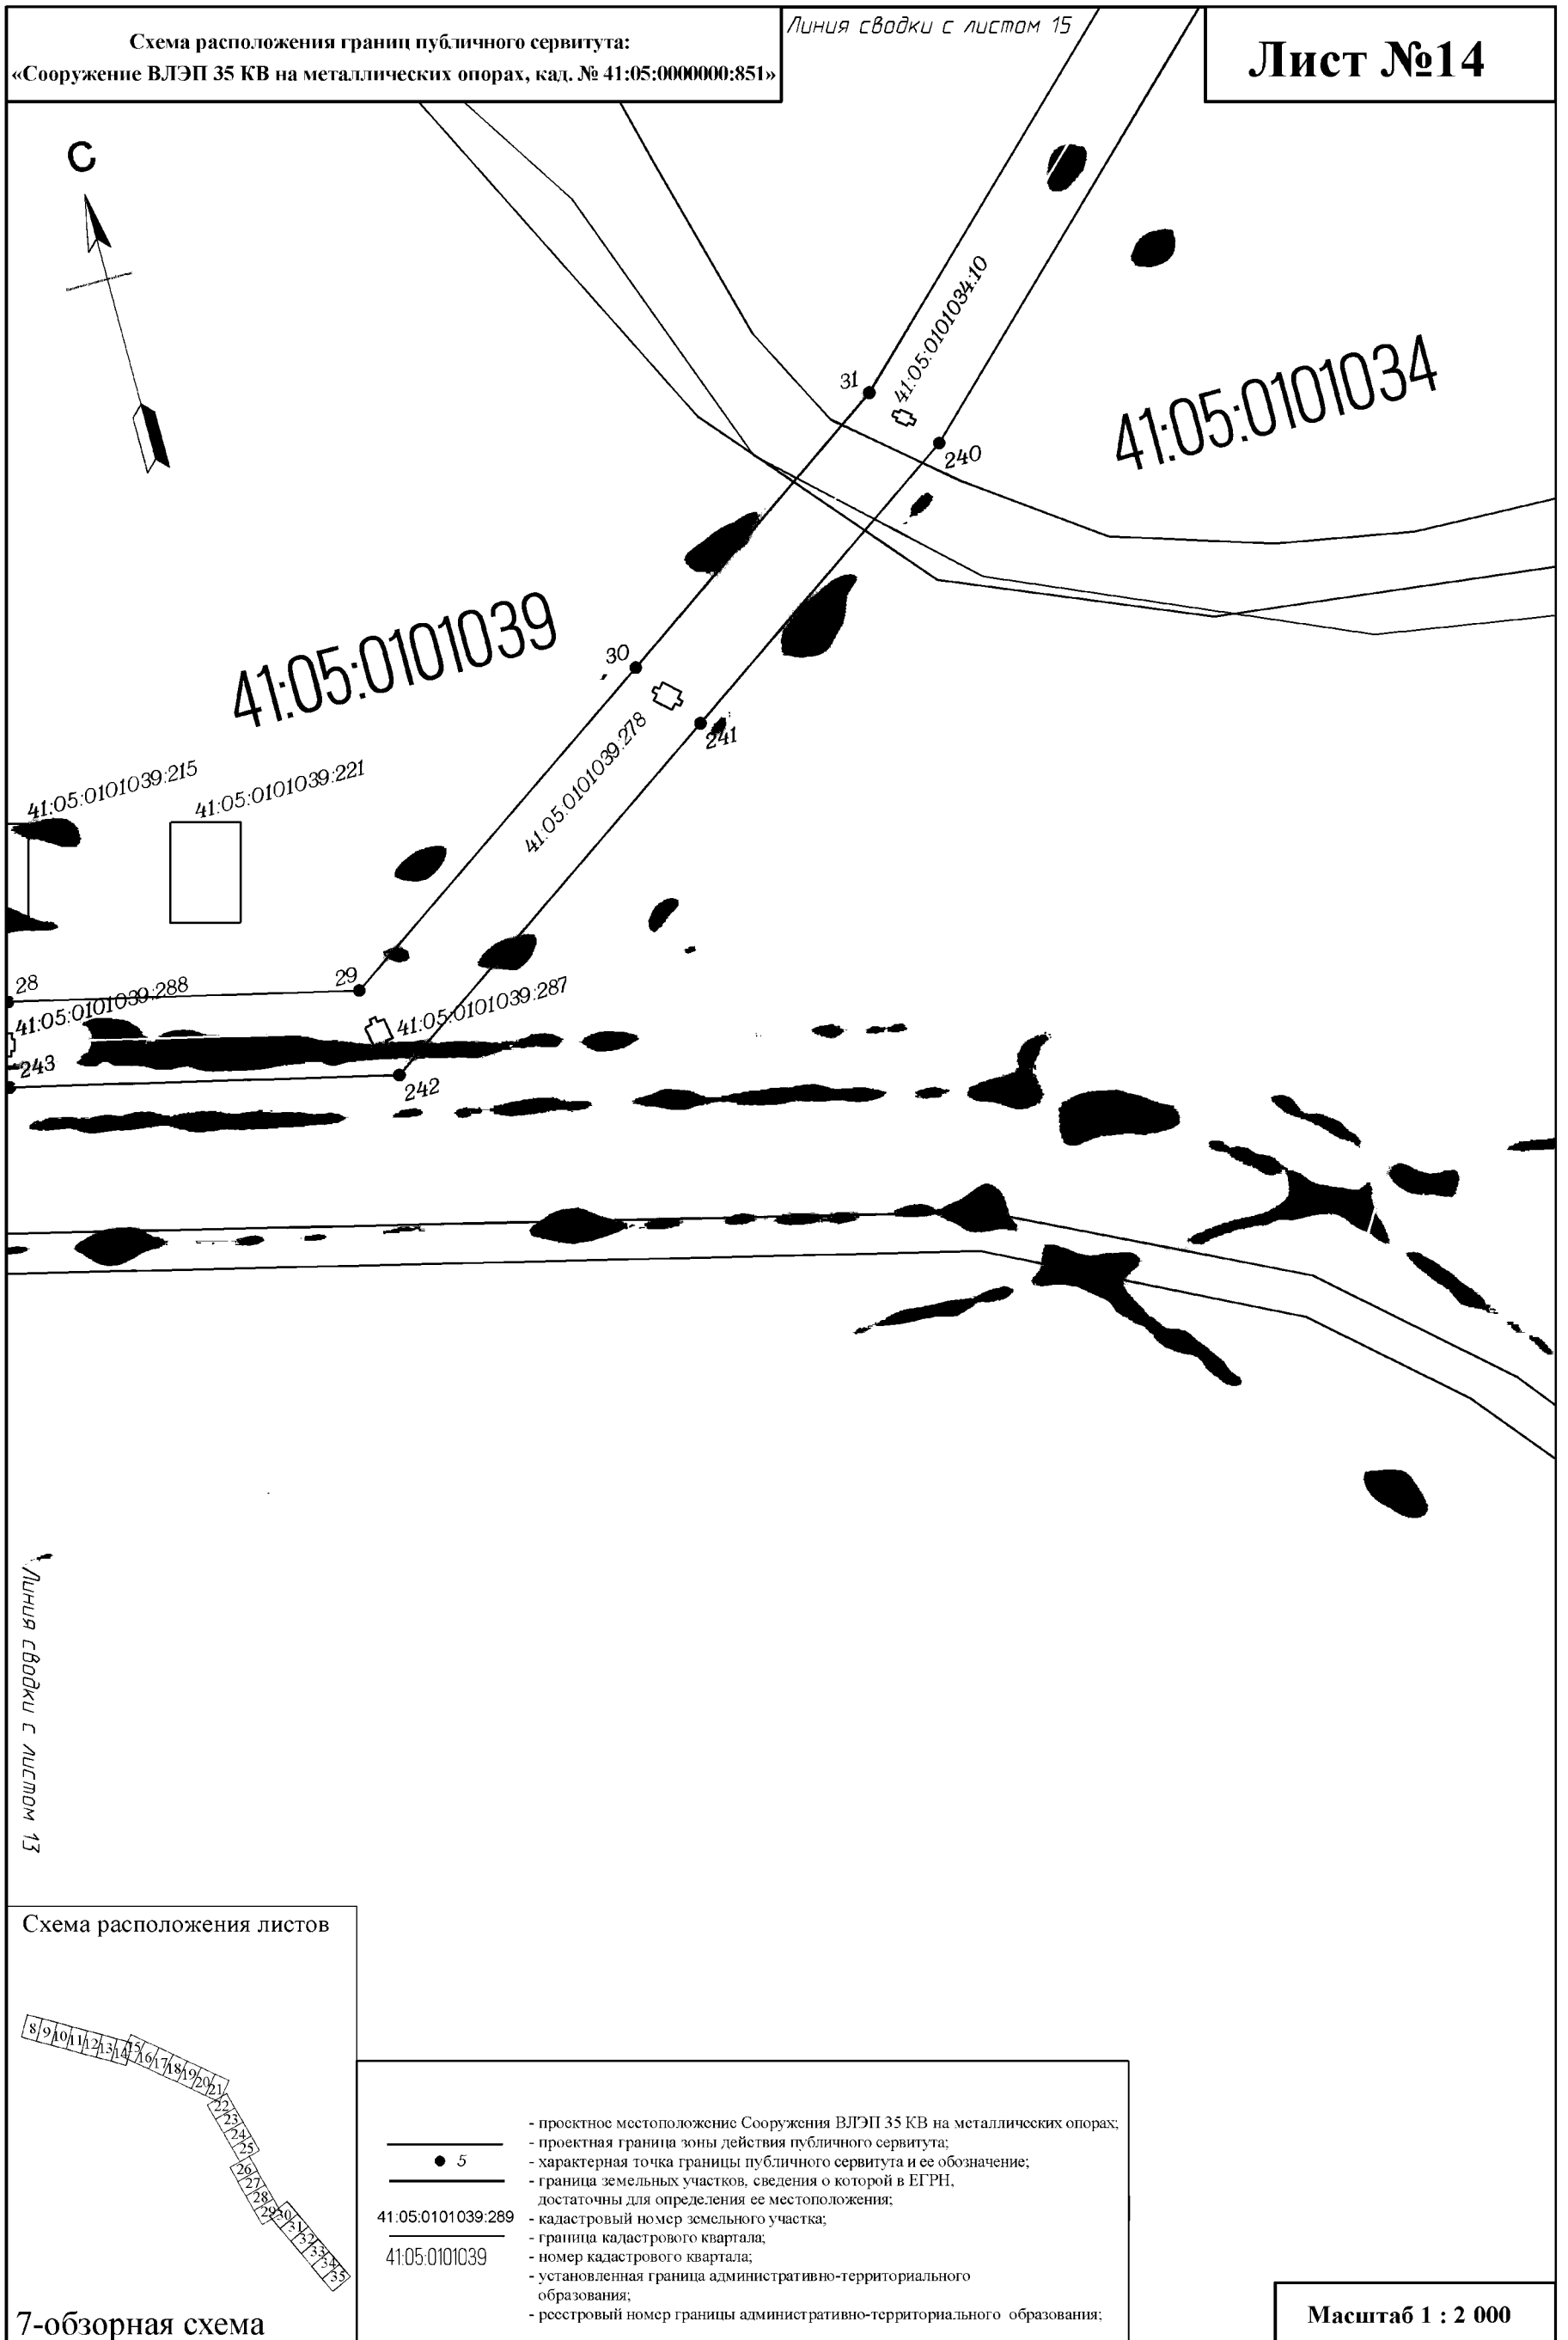 Схема расположения границ публичного сервитута:
«Сооружение ВЛЭП 35 КВ на металлических опорах, кад. № 41:05:0000000:851»
Линия сводки с листом 15
Лист №14
С
41:05:0101034:10
31
41:05:0101034
240
41:05:0101039
30
241
41:05:0101039:278
41:05:0101039:215
41:05:0101039:221
28
29
41:05:0101039:288
41:05:0101039:287
243
242
Линия сводки с листом 13
Схема расположения листов
8 9 10 11 12 13 14 15 16 17 18 19 20 21
22
23
24
25
26
27
28
29 30
31
32
33
34
35
7-обзорная схема
- проектное местоположение Сооружения ВЛЭП 35 КВ на металлических опорах;
- проектная граница зоны действия публичного сервитута;
5 - характерная точка границы публичного сервитута и ее обозначение;
- граница земельных участков, сведения о которой в ЕГРН,
достаточны для определения ее местоположения;
41:05:0101039:289 - кадастровый номер земельного участка;
- граница кадастрового квартала;
41:05:0101039 - номер кадастрового квартала;
- установленная граница административно-территориального
образования;
- реестровый номер границы административно-территориального образования;
Масштаб 1 : 2 000